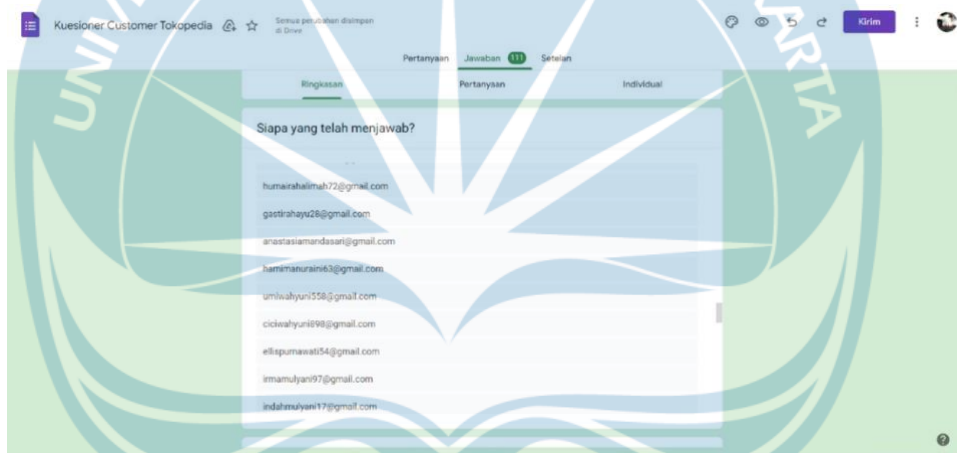 Kuesioner Customer Tokopedia
Semua perubahan disimpan
di Drive
Kirim
Pertanyaan Jawaban 111 Setelan
Ringkasan Pertanyaan Individual
Siapa yang telah menjawab?
humairahalimah72@gmail.com
gastirahayu28@gmail.com
anastasiamandasari@gmail.com
hamimanuraini63@gmail.com
umiwahyuni558@gmail.com
ciciwahyuni898@gmail.com
ellispurnawati54@gmail.com
irmamulyani97@gmail.com
indahmulyani17@gmail.com